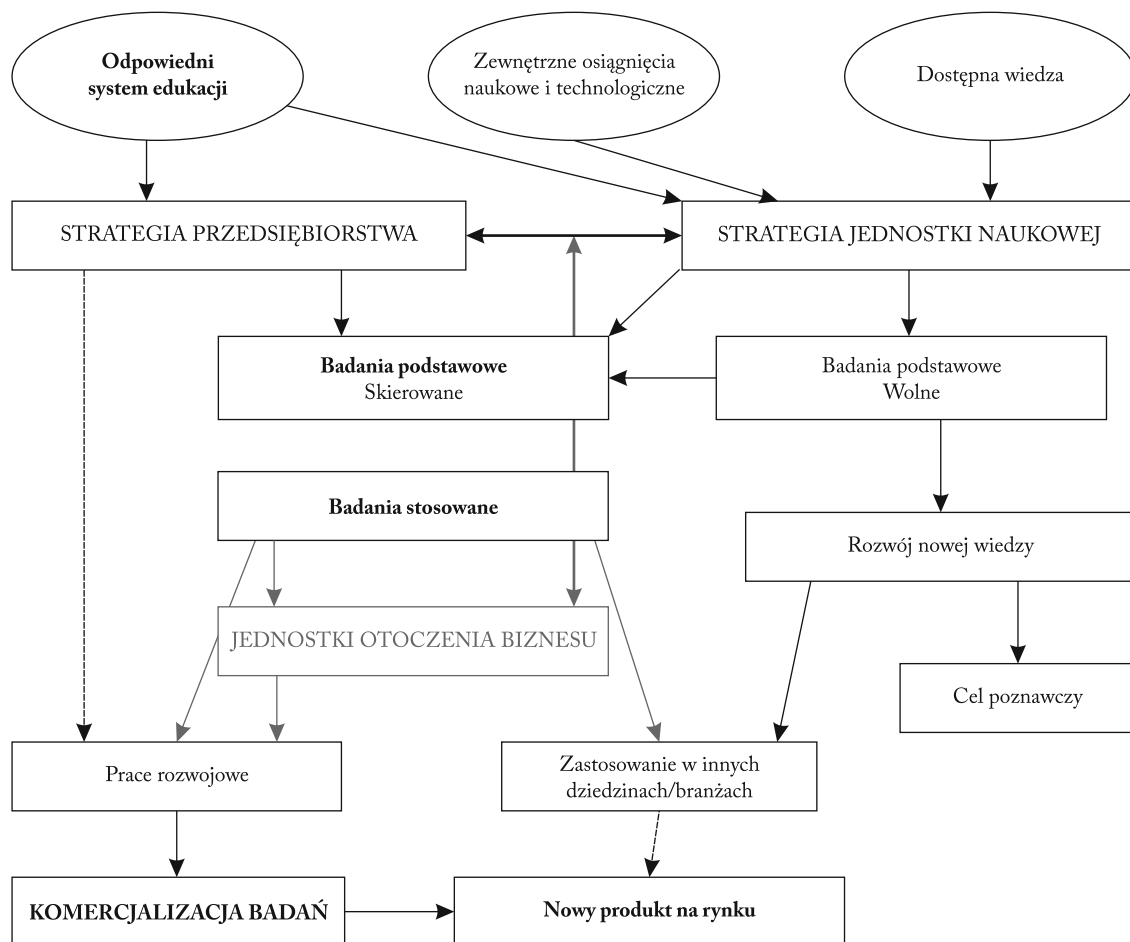 Odpowiedni
system edukacji
Zewnętrzne osiągnięcia
naukowe i technologiczne
Dostępna wiedza
STRATEGIA PRZEDSIĘBIORSTWA
STRATEGIA JEDNOSTKI NAUKOWEJ
Badania podstawowe
Skierowane
Badania podstawowe
Wolne
Badania stosowane
Rozwój nowej wiedzy
JEDNOSTKI OTOCZENIA BIZNESU
Cel poznawczy
Prace rozwojowe
Zastosowanie w innych
dziedzinach/branżach
KOMERCJALIZACJA BADAŃ
Nowy produkt na rynku